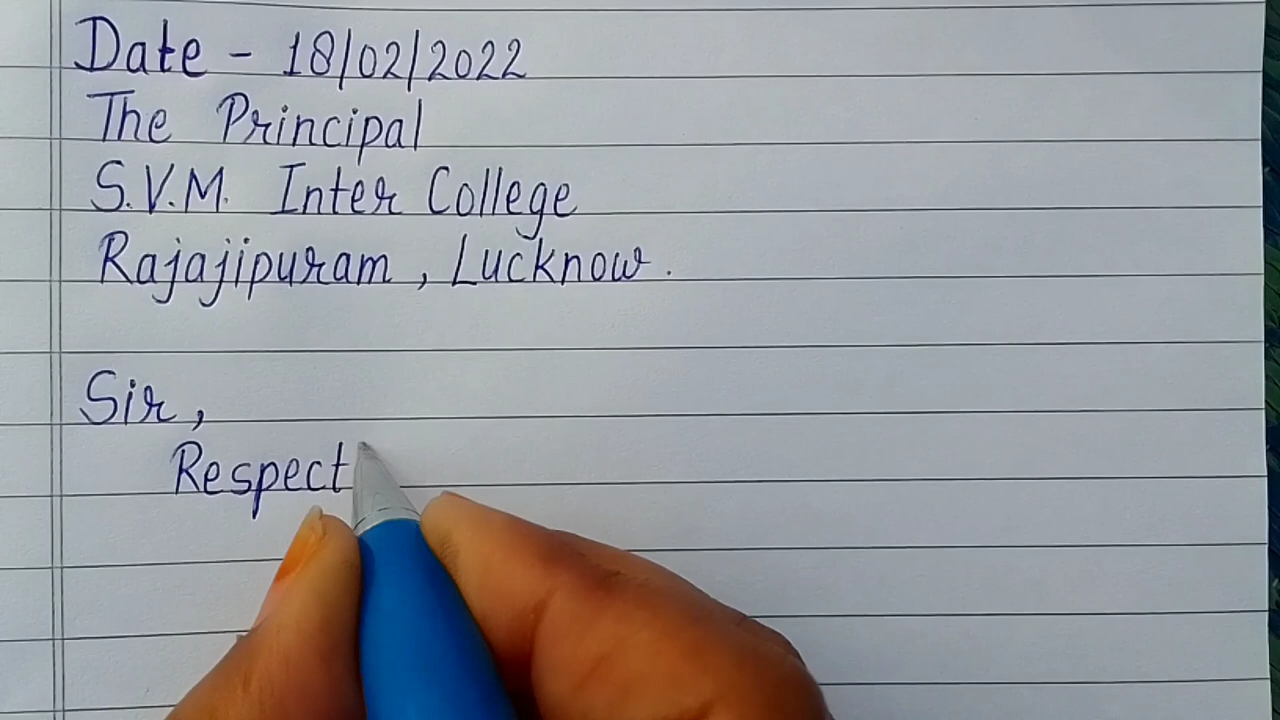 Date - 18/02/2022
The Principal
S.V.M. Inter College
Rajajipuram, Lucknow.
Sir,
Respect